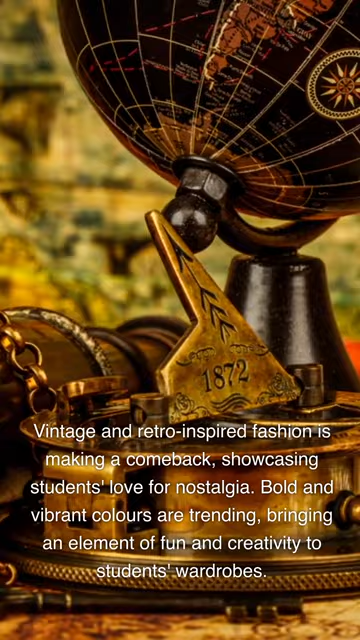 1872
Vintage and retro-inspired fashion is
making a comeback, showcasing
students' love for nostalgia. Bold and
vibrant colours are trending, bringing
an element of fun and creativity to
students' wardrobes.